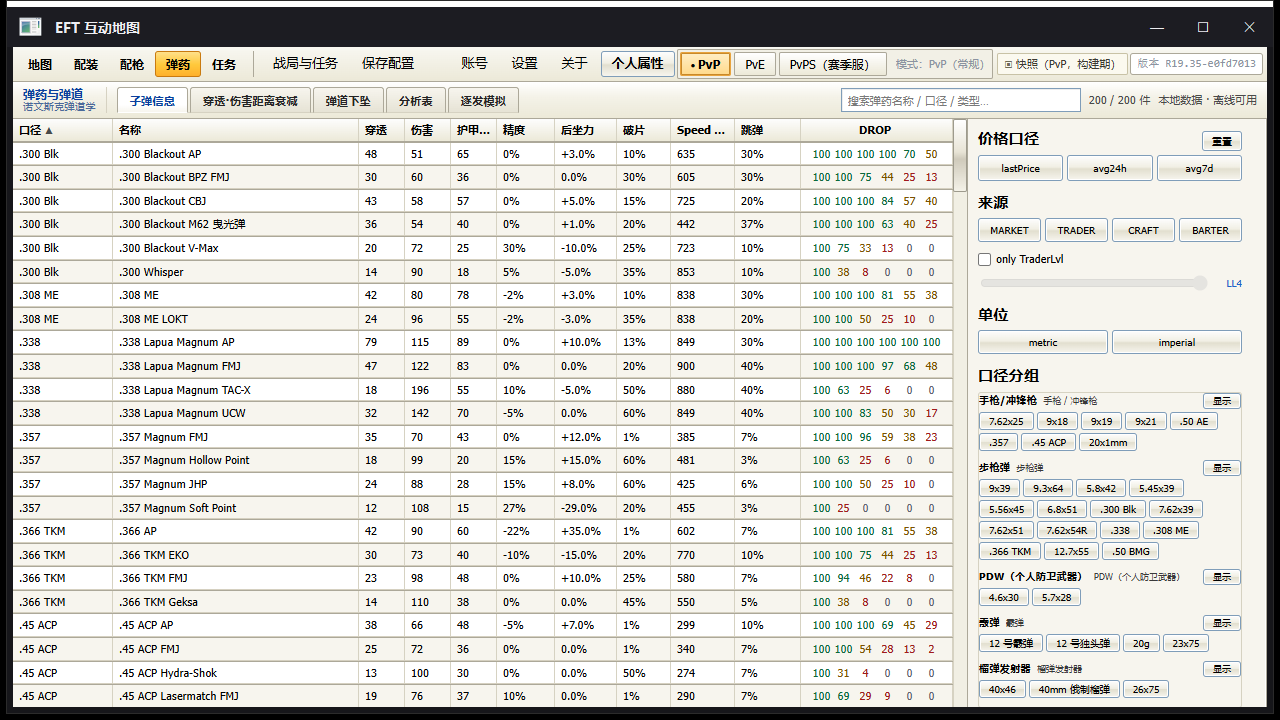 EFT 互动地图
地图 配装 配枪 弹药 任务 战局与任务 保存配置 账号 设置 关于 个人属性 • PvP PvE PvPS（赛季服） 模式：PvP（常规） 快照（PvP，构建期） 版本 R19.35-e0fd7013
弹药与弹道
诺文斯克弹道学
子弹信息 穿透·伤害距离衰减 弹道下坠 分析表 逐发模拟 搜索弹药名称 / 口径 / 类型... 200 / 200 件 本地数据 · 离线可用
口径 ▲ 名称 穿透 伤害 护甲... 精度 后坐力 破片 Speed ... 跳弹 DROP
.300 Blk .300 Blackout AP 48 51 65 0% +3.0% 10% 635 30% 100 100 100 100 70 50
.300 Blk .300 Blackout BPZ FMJ 30 60 36 0% 0.0% 30% 605 30% 100 100 75 44 25 13
.300 Blk .300 Blackout CBJ 43 58 57 0% +5.0% 15% 725 20% 100 100 100 84 57 40
.300 Blk .300 Blackout M62 曳光弹 36 54 40 0% +1.0% 20% 442 37% 100 100 100 63 40 25
.300 Blk .300 Blackout V-Max 20 72 25 30% -10.0% 25% 723 10% 100 75 33 13 0 0
.300 Blk .300 Whisper 14 90 18 5% -5.0% 35% 853 10% 100 38 8 0 0 0
.308 ME .308 ME 42 80 78 -2% +3.0% 10% 838 30% 100 100 100 81 55 38
.308 ME .308 ME LOKT 24 96 55 -2% -3.0% 35% 838 20% 100 100 50 25 10 0
.338 .338 Lapua Magnum AP 79 115 89 0% +10.0% 13% 849 30% 100 100 100 100 100 100
.338 .338 Lapua Magnum FMJ 47 122 83 0% 0.0% 20% 900 40% 100 100 100 97 68 48
.338 .338 Lapua Magnum TAC-X 18 196 55 10% -5.0% 50% 880 40% 100 63 25 6 0 0
.338 .338 Lapua Magnum UCW 32 142 70 -5% 0.0% 60% 849 40% 100 100 83 50 30 17
.357 .357 Magnum FMJ 35 70 43 0% +12.0% 1% 385 7% 100 100 96 59 38 23
.357 .357 Magnum Hollow Point 18 99 20 15% +15.0% 60% 481 3% 100 63 25 6 0 0
.357 .357 Magnum JHP 24 88 28 15% +8.0% 60% 425 6% 100 100 50 25 10 0
.357 .357 Magnum Soft Point 12 108 15 27% -29.0% 20% 455 3% 100 25 0 0 0 0
.366 TKM .366 AP 42 90 60 -22% +35.0% 1% 602 7% 100 100 100 81 55 38
.366 TKM .366 TKM EKO 30 73 40 -10% -15.0% 20% 770 10% 100 100 75 44 25 13
.366 TKM .366 TKM FMJ 23 98 48 0% +10.0% 25% 580 7% 100 94 46 22 8 0
.366 TKM .366 TKM Geksa 14 110 38 0% 0.0% 45% 550 5% 100 38 8 0 0 0
.45 ACP .45 ACP AP 38 66 48 -5% +7.0% 1% 299 10% 100 100 100 69 45 29
.45 ACP .45 ACP FMJ 25 72 36 0% 0.0% 1% 340 7% 100 100 54 28 13 2
.45 ACP .45 ACP Hydra-Shok 13 100 30 0% 0.0% 50% 274 7% 100 31 4 0 0 0
.45 ACP .45 ACP Lasermatch FMJ 19 76 37 10% 0.0% 1% 290 7% 100 69 29 9 0 0
价格口径 重置
lastPrice avg24h avg7d
来源
MARKET TRADER CRAFT BARTER
only TraderLvl
LL4
单位
metric imperial
口径分组
手枪/冲锋枪 手枪 / 冲锋枪 显示
7.62x25 9x18 9x19 9x21 .50 AE
.357 .45 ACP 20x1mm
步枪弹 步枪弹 显示
9x39 9.3x64 5.8x42 5.45x39
5.56x45 6.8x51 .300 Blk 7.62x39
7.62x51 7.62x54R .338 .308 ME
.366 TKM 12.7x55 .50 BMG
PDW（个人防卫武器） PDW（个人防卫武器） 显示
4.6x30 5.7x28
霰弹 霰弹 显示
12 号霰弹 12 号独头弹 20g 23x75
榴弹发射器 榴弹发射器 显示
40x46 40mm 俄制榴弹 26x75